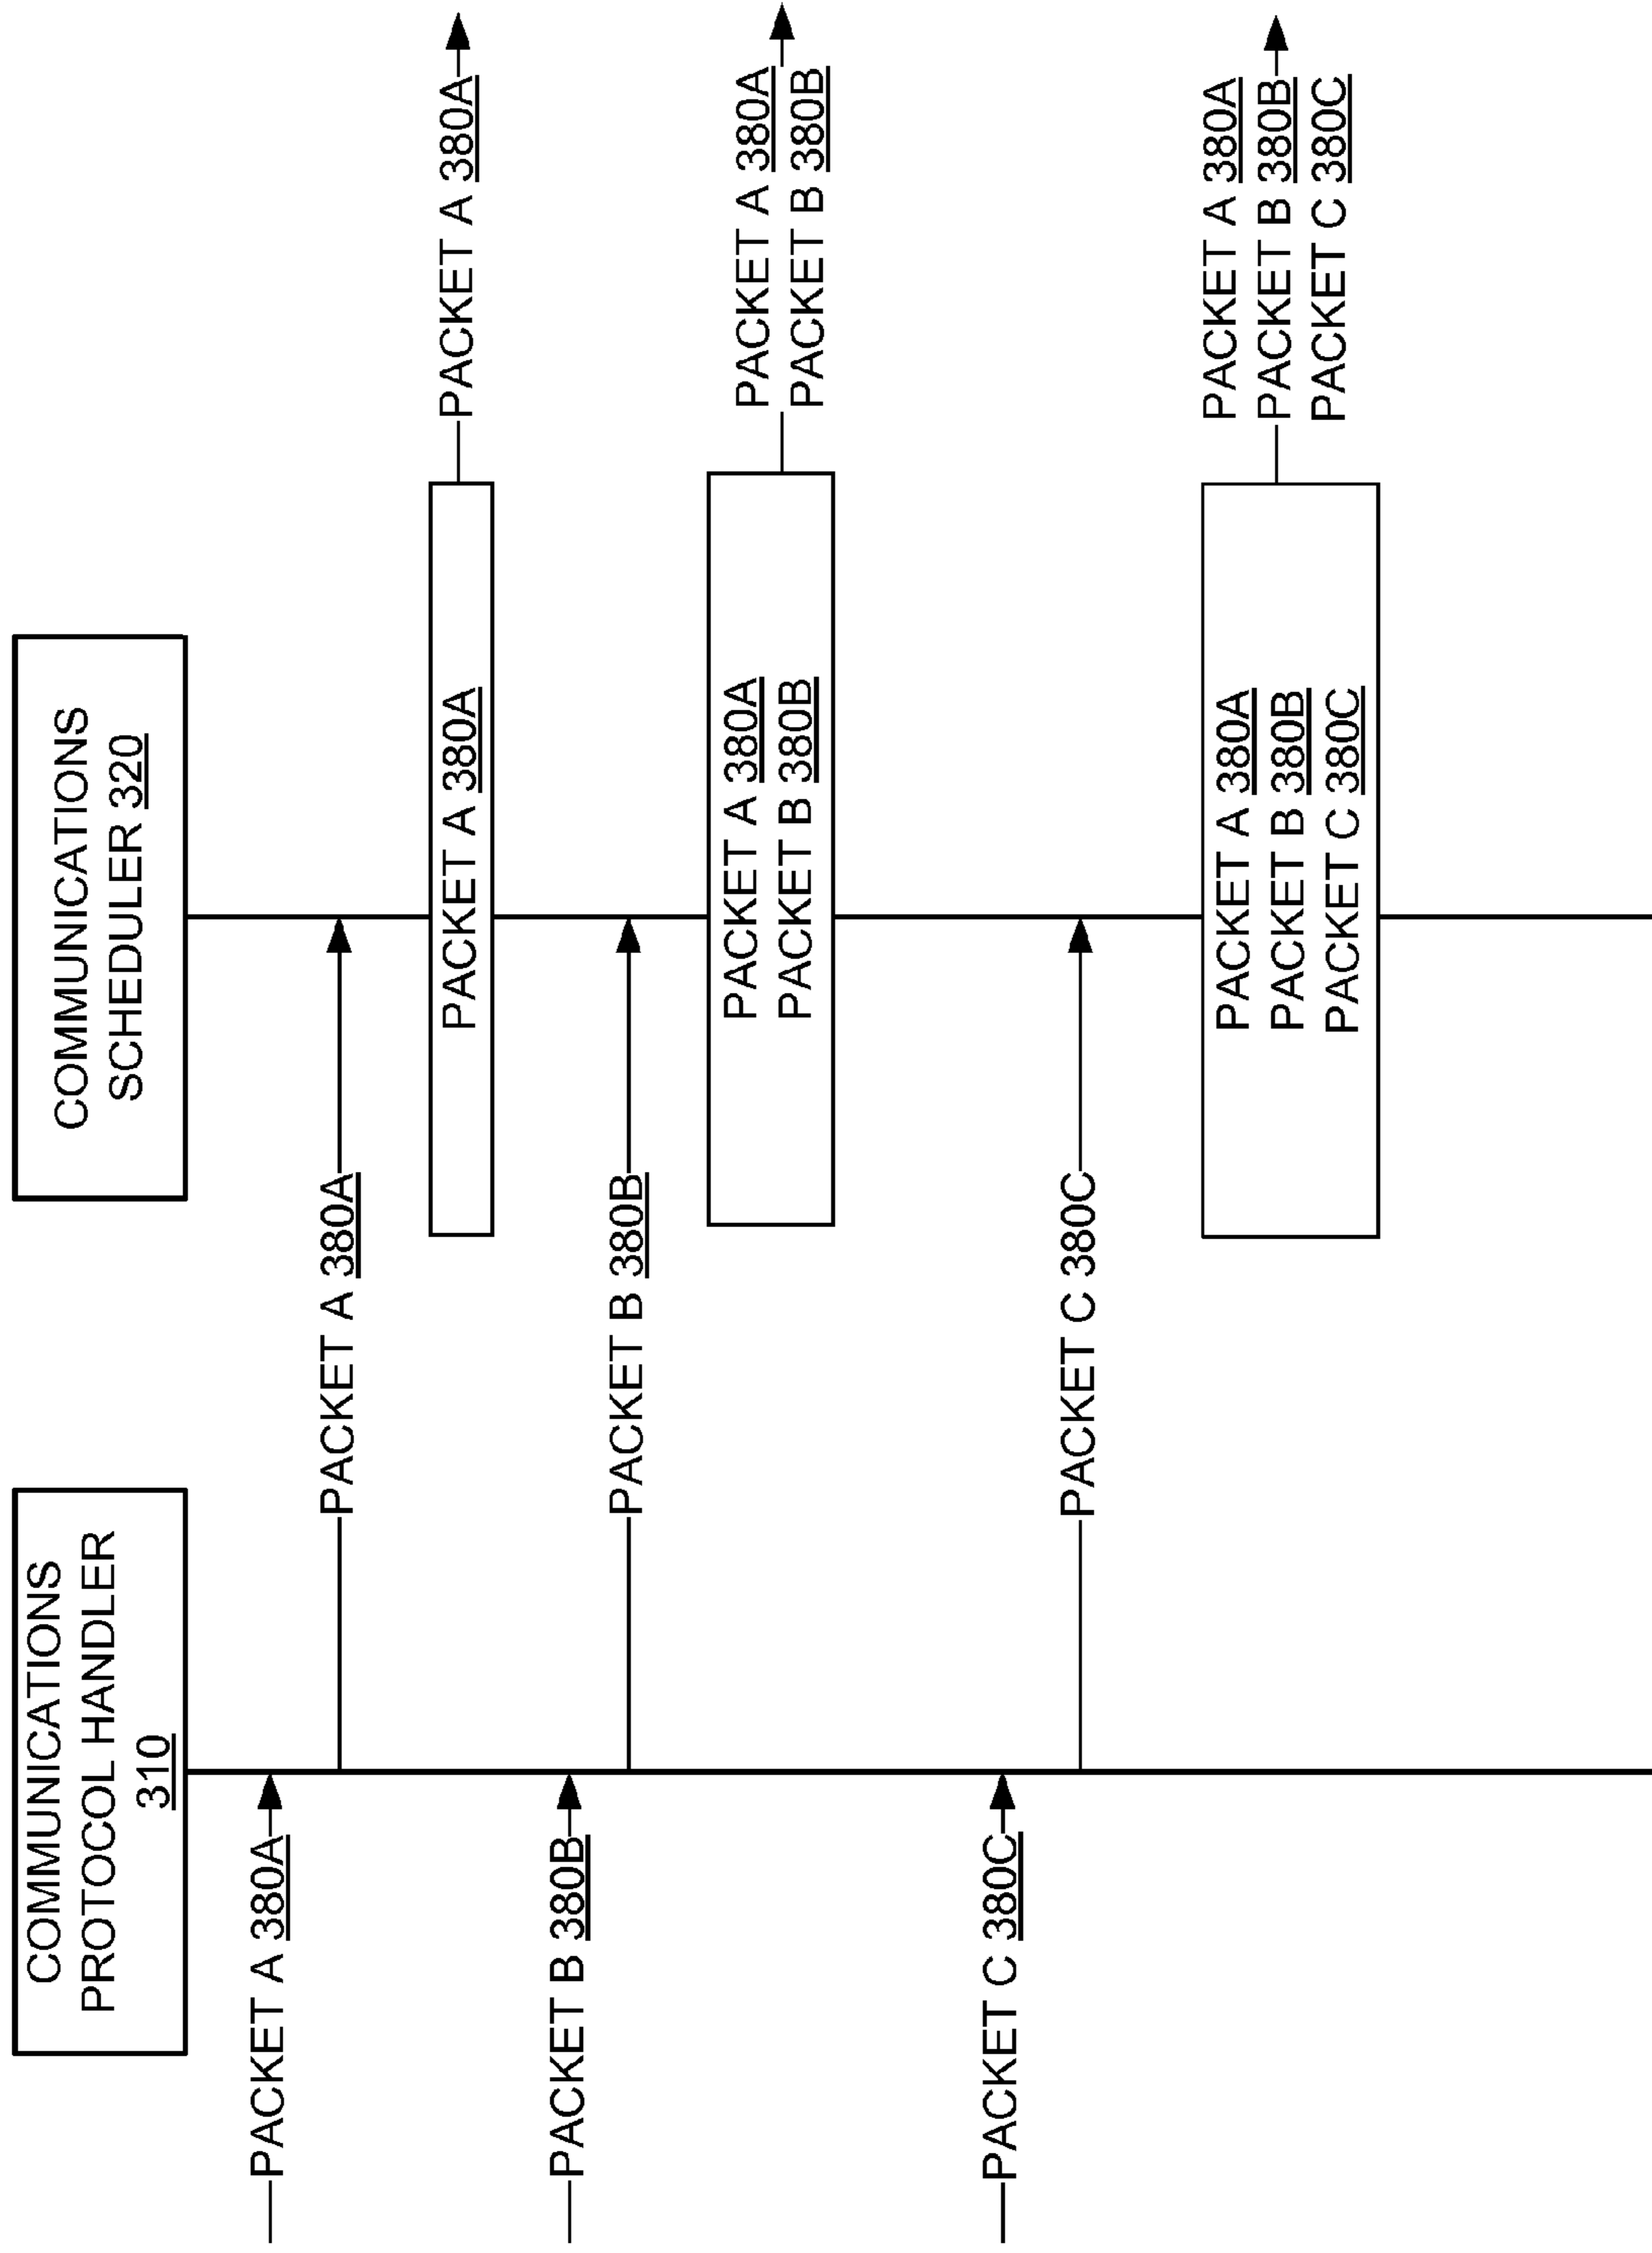 COMMUNICATIONS
PROTOCOL HANDLER
310
COMMUNICATIONS
SCHEDULER 320
PACKET A 380A
PACKET A 380A
PACKET A 380A
PACKET A 380A
PACKET B 380B
PACKET B 380B
PACKET A 380A
PACKET B 380B
PACKET A 380A
PACKET B 380B
PACKET C 380C
PACKET C 380C
PACKET A 380A
PACKET B 380B
PACKET C 380C
PACKET A 380A
PACKET B 380B
PACKET C 380C